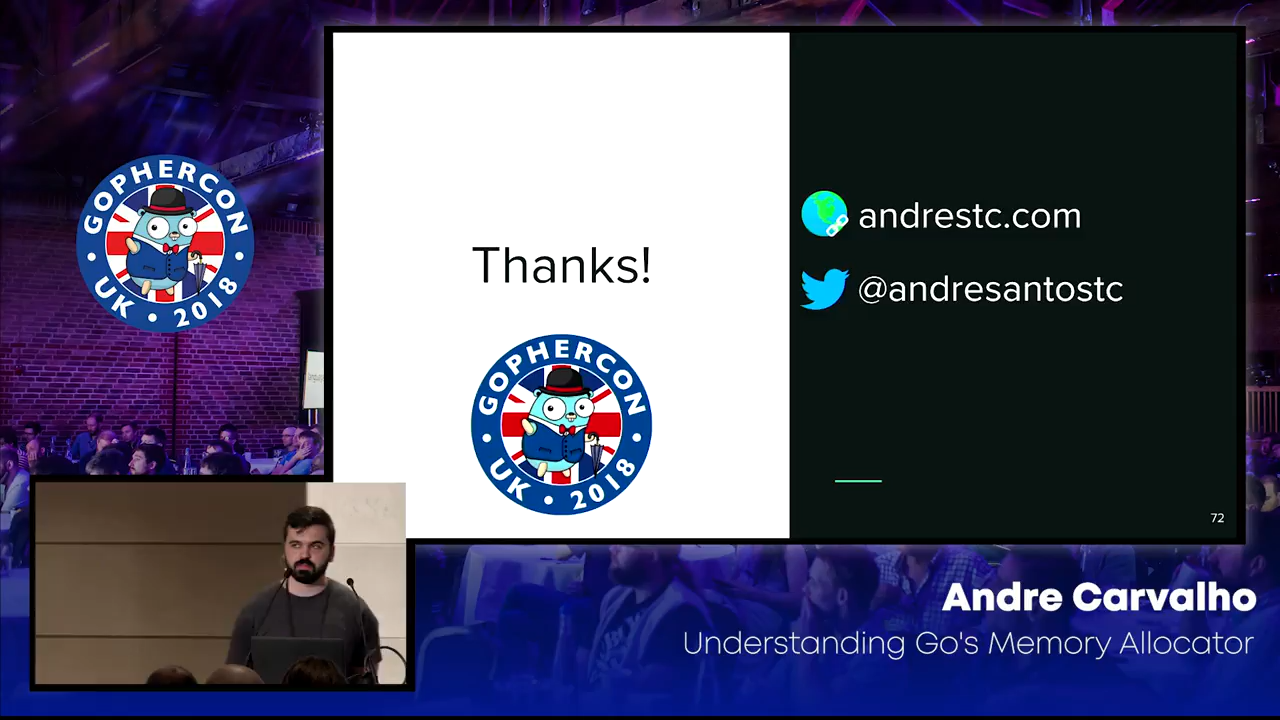 GOPHERCON
UK • 2018
Thanks!
GOPHERCON
UK • 2018
andrestc.com
@andresantostc
72
Andre Carvalho
Understanding Go's Memory Allocator